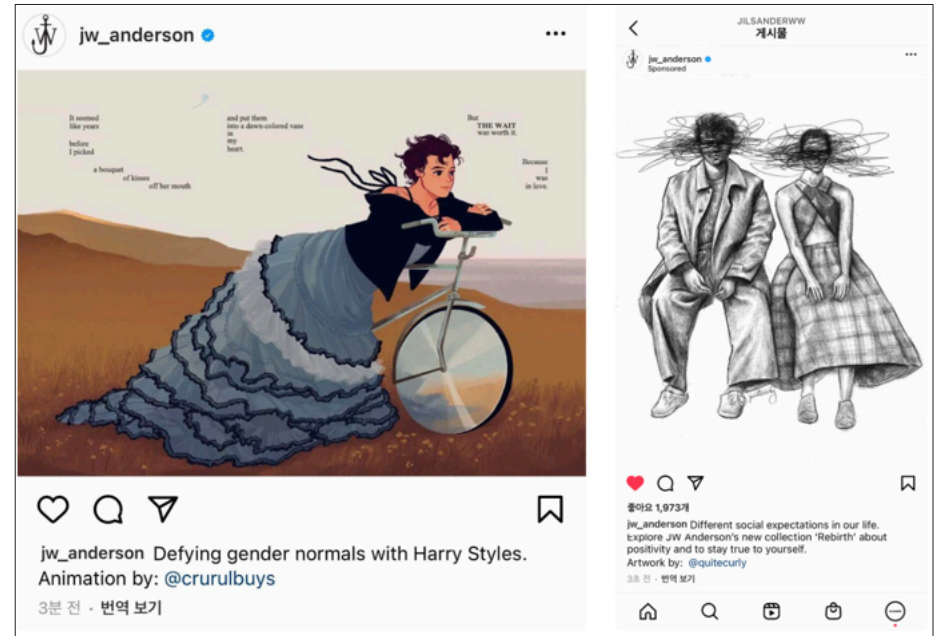 jw_anderson
It seemed
like years
before
I picked
a bouquet
of kisses
off her mouth
and put them
into a dawn-colored vase
in
my
heart.
But
THE WAIT
was worth it.
Because
I
was
in love.
jw_anderson Defying gender normals with Harry Styles.
Animation by: @crurulbuys
3분 전 · 번역 보기
JILSANDERWW
게시물
jw_anderson
Sponsored
좋아요 1,973개
jw_anderson Different social expectations in our life.
Explore JW Anderson's new collection 'Rebirth' about
positivity and to stay true to yourself.
Artwork by: @quitecurly
3초 전 · 번역 보기